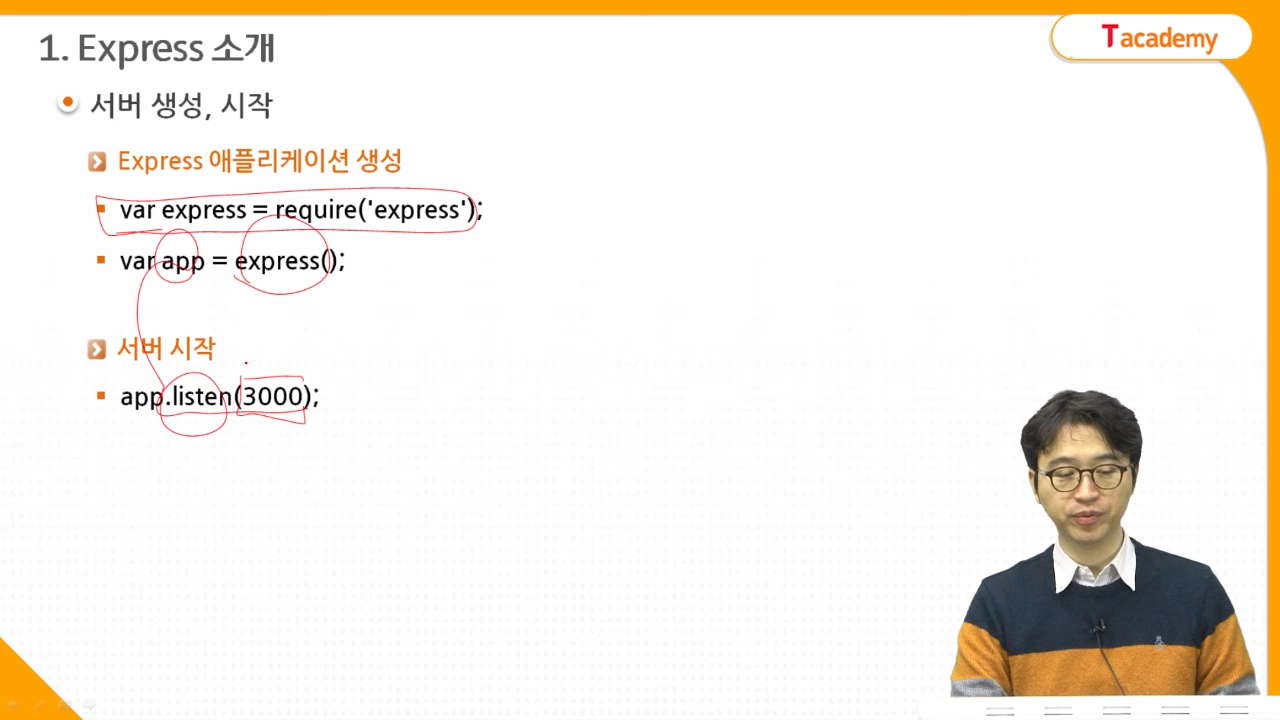 1. Express 소개
Tacademy
서버 생성, 시작
Express 애플리케이션 생성
var express = require('express');
var app = express();
서버 시작
app.listen(3000);